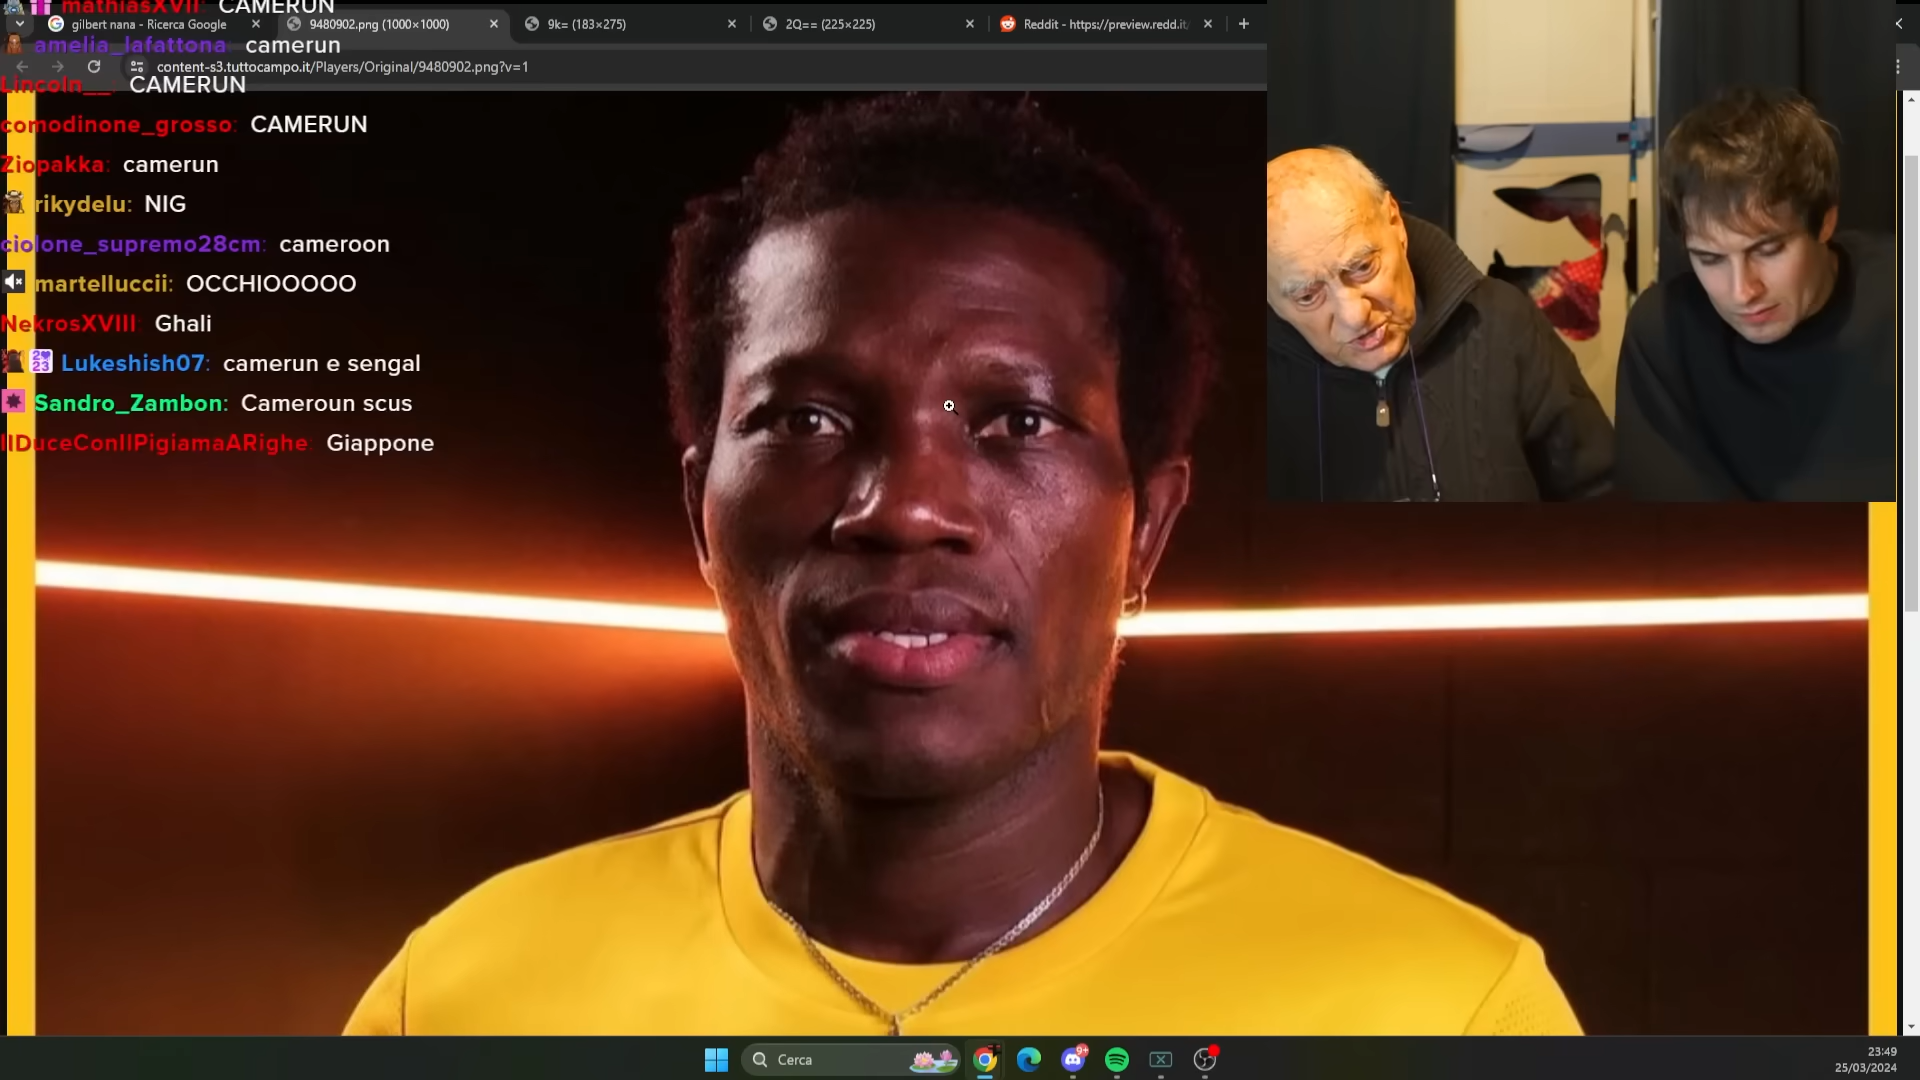 mathiasXVII: CAMERUN
gilbert nana - Ricerca Google
9480902.png (1000×1000)
9k= (183×275)
2Q== (225×225)
Reddit - https://preview.redd.it
amelia_lafattona: camerun
content-s3.tuttocampo.it/Players/Original/9480902.png?v=1
Lincoln__: CAMERUN
comodinone_grosso: CAMERUN
Ziopakka: camerun
rikydelu: NIG
ciolone_supremo28cm: cameroon
martelluccii: OCCHIOOOOO
NekrosXVIII: Ghali
Lukeshish07: camerun e sengal
Sandro_Zambon: Cameroun scus
IlDuceConIlPigiamaARighe: Giappone
Cerca
9+
23:49
25/03/2024